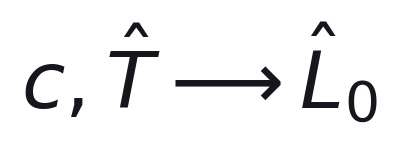 c, T̂ ⟶ L̂₀